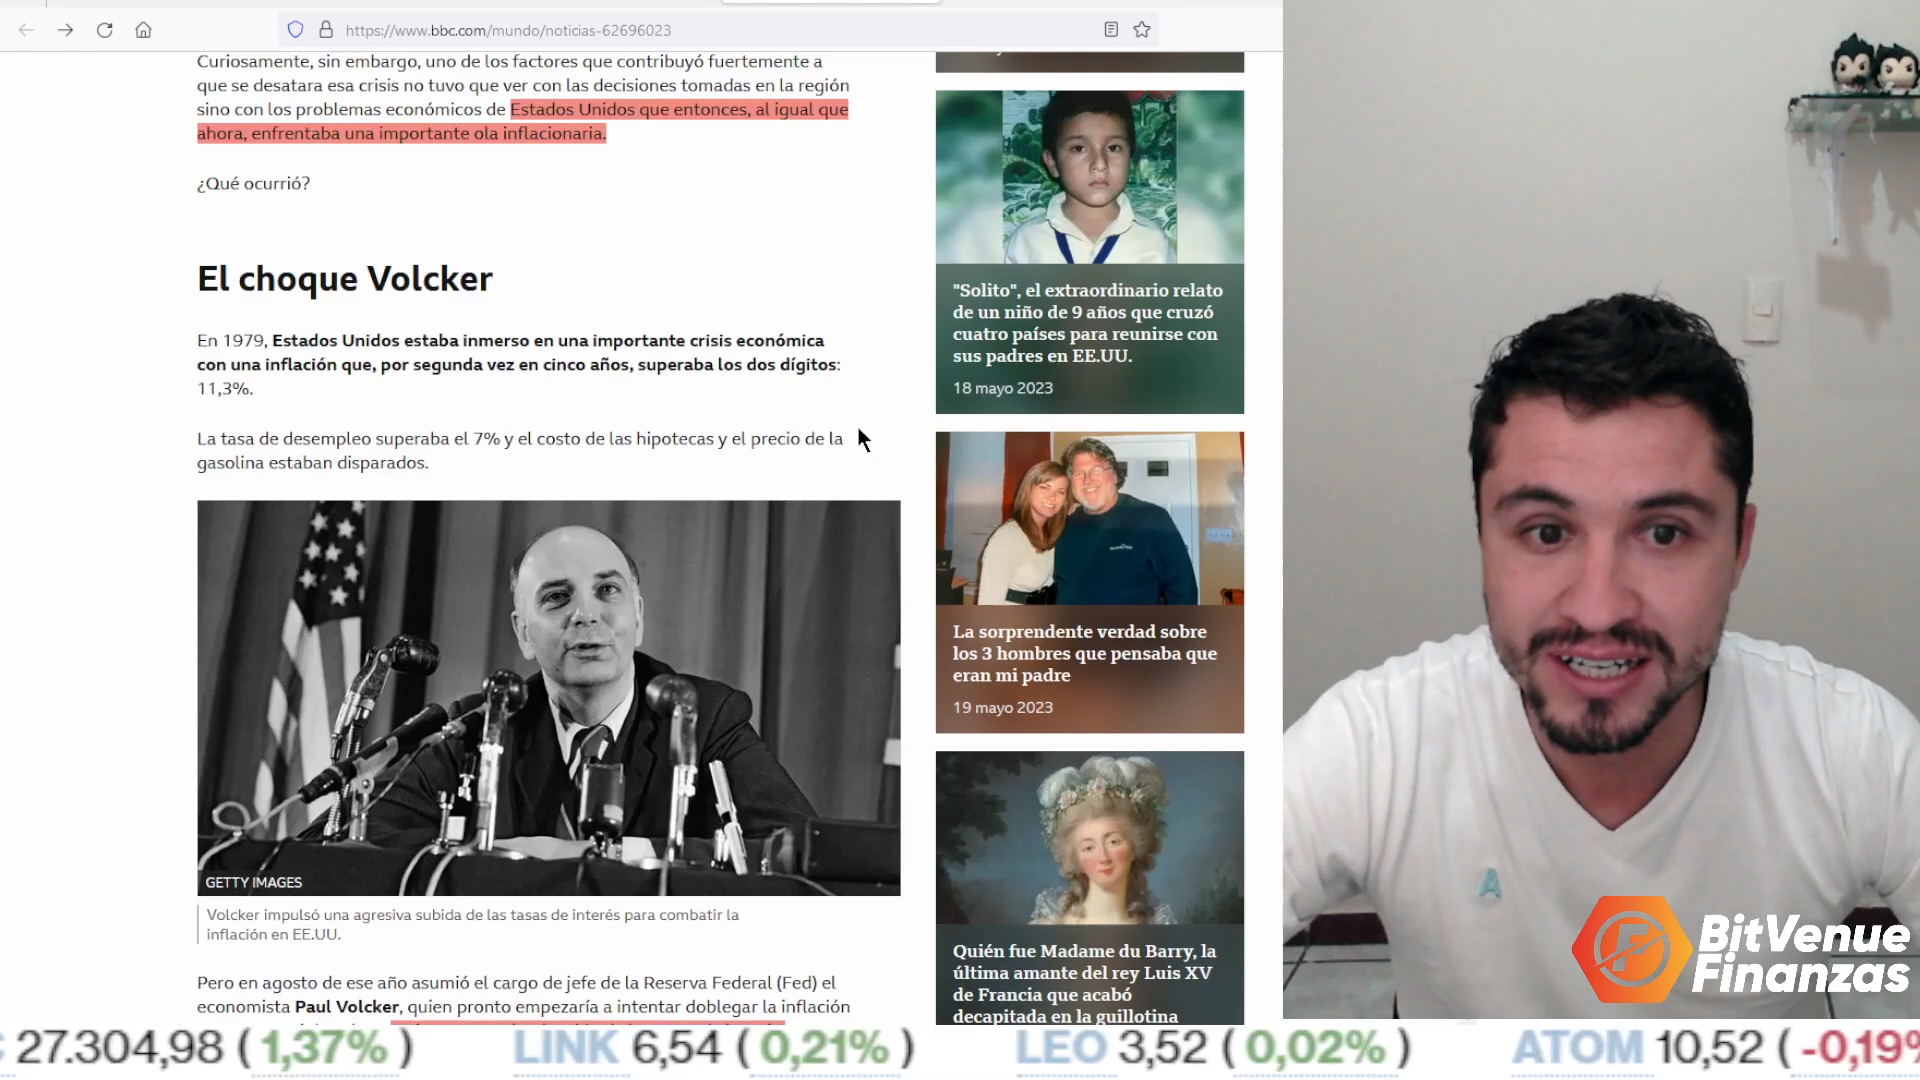 https://www.bbc.com/mundo/noticias-62696023
Curiosamente, sin embargo, uno de los factores que contribuyó fuertemente a
que se desatara esa crisis no tuvo que ver con las decisiones tomadas en la región
sino con los problemas económicos de Estados Unidos que entonces, al igual que
ahora, enfrentaba una importante ola inflacionaria.
¿Qué ocurrió?
El choque Volcker
En 1979, Estados Unidos estaba inmerso en una importante crisis económica
con una inflación que, por segunda vez en cinco años, superaba los dos dígitos:
11,3%.
La tasa de desempleo superaba el 7% y el costo de las hipotecas y el precio de la
gasolina estaban disparados.
GETTY IMAGES
Volcker impulsó una agresiva subida de las tasas de interés para combatir la
inflación en EE.UU.
Pero en agosto de ese año asumió el cargo de jefe de la Reserva Federal (Fed) el
economista Paul Volcker, quien pronto empezaría a intentar doblegar la inflación
"Solito", el extraordinario relato
de un niño de 9 años que cruzó
cuatro países para reunirse con
sus padres en EE.UU.
18 mayo 2023
La sorprendente verdad sobre
los 3 hombres que pensaba que
eran mi padre
19 mayo 2023
Quién fue Madame du Barry, la
última amante del rey Luis XV
de Francia que acabó
decapitada en la guillotina
A
BitVenue
Finanzas
27.304,98 ( 1,37% ) LINK 6,54 ( 0,21% ) LEO 3,52 ( 0,02% ) ATOM 10,52 ( -0,19%